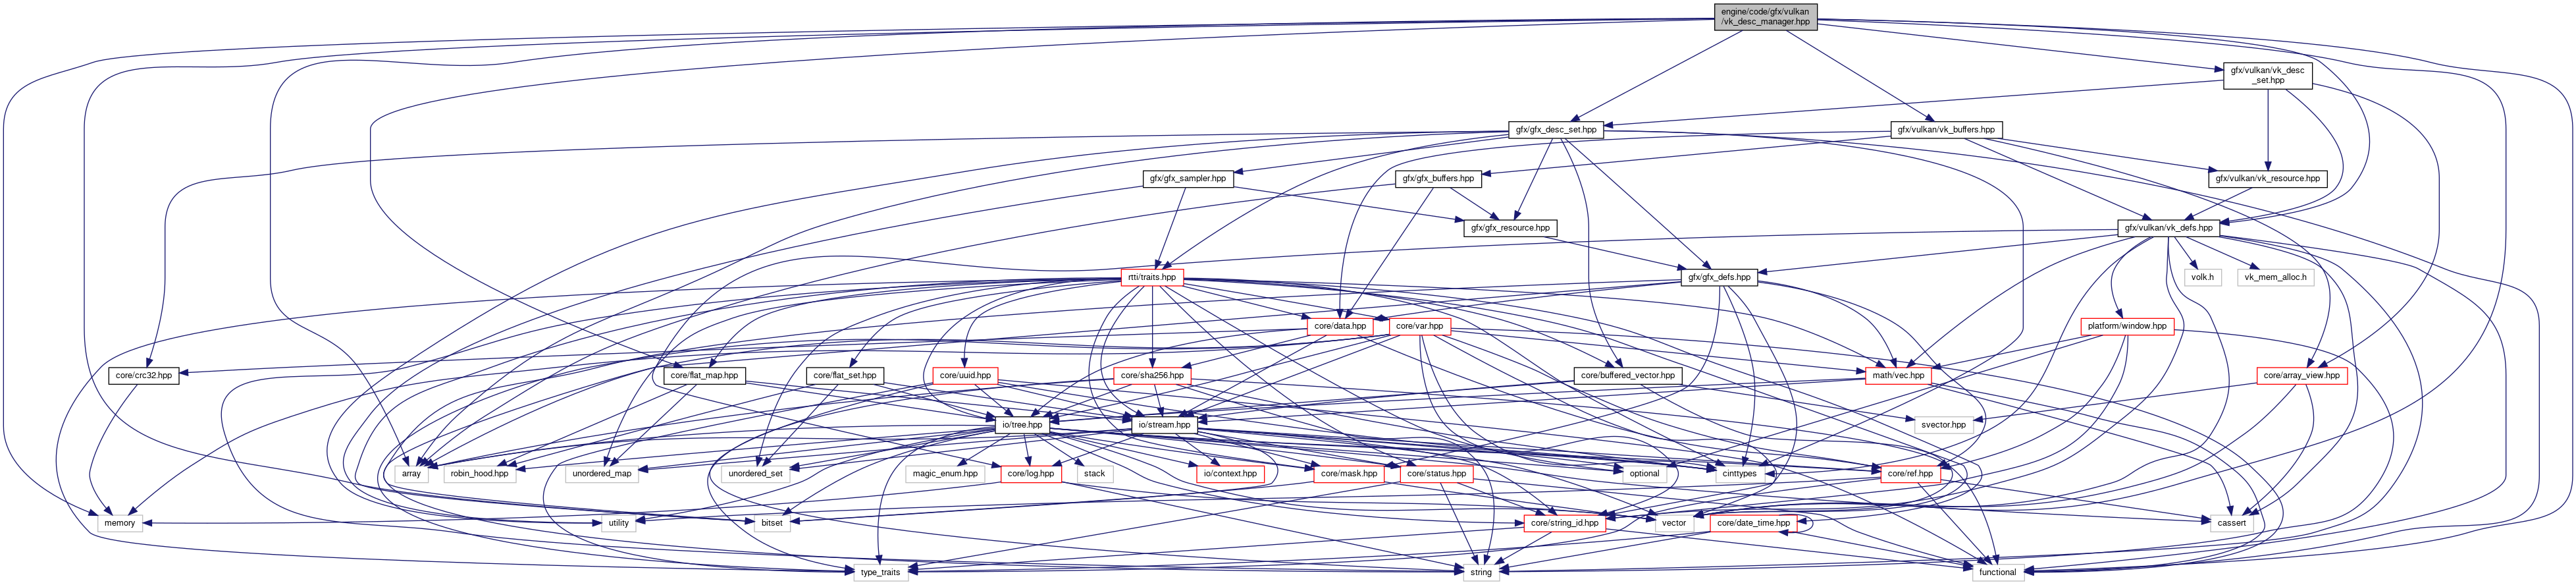 engine/code/gfx/vulkan
/vk_desc_manager.hpp
gfx/vulkan/vk_desc
_set.hpp
gfx/gfx_desc_set.hpp
gfx/vulkan/vk_buffers.hpp
gfx/gfx_sampler.hpp
gfx/gfx_buffers.hpp
gfx/vulkan/vk_resource.hpp
gfx/gfx_resource.hpp
gfx/vulkan/vk_defs.hpp
rtti/traits.hpp
gfx/gfx_defs.hpp
volk.h
vk_mem_alloc.h
core/data.hpp
core/var.hpp
platform/window.hpp
core/crc32.hpp
core/flat_map.hpp
core/flat_set.hpp
core/uuid.hpp
core/sha256.hpp
core/buffered_vector.hpp
math/vec.hpp
core/array_view.hpp
io/tree.hpp
io/stream.hpp
svector.hpp
array
robin_hood.hpp
unordered_map
unordered_set
magic_enum.hpp
core/log.hpp
stack
io/context.hpp
core/mask.hpp
core/status.hpp
optional
cinttypes
core/ref.hpp
memory
utility
bitset
core/string_id.hpp
vector
core/date_time.hpp
cassert
type_traits
string
functional